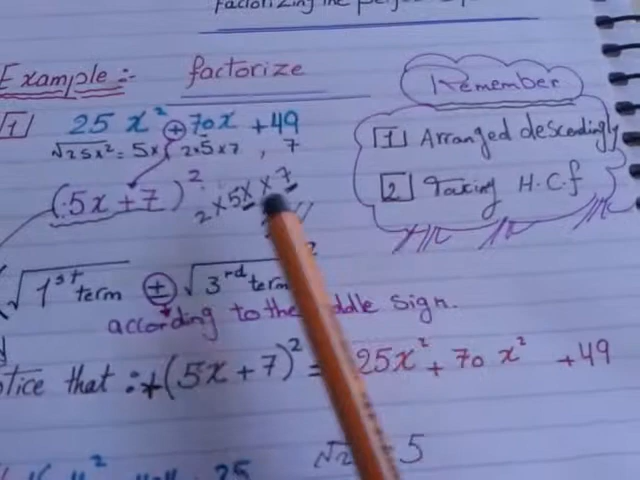 factorizing the
Example:- factorize
Remember
1 25 x² + 70x + 49
√25x² = 5x 2×5×7 , 7
1 Arranged descendingly
2 Taking H.C.f
(5x+7)²
2×5x×7
√1st term ± √3rd term
according to the middle sign.
that :+(5x+7)² = 25x² + 70 x² +49
5
25